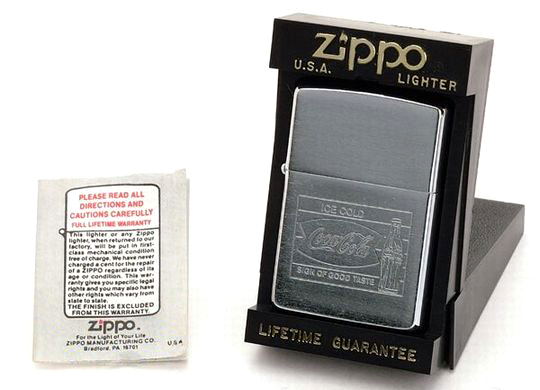 PLEASE READ ALL
DIRECTIONS AND
CAUTIONS CAREFULLY
FULL LIFETIME WARRANTY
This lighter or any Zippo
lighter, when returned to our
factory, will be put in first-
class mechanical condition
free of charge. We have never
charged a cent for the repair
of a ZIPPO regardless of its
age or condition. This war-
ranty gives you specific legal
rights and you may also have
other rights which vary from
state to state.
THE FINISH IS EXCLUDED
FROM THIS WARRANTY.
Zippo.
For the Light of Your Life
ZIPPO MANUFACTURING CO.
Bradford, PA. 16701
U.S.A
Zippo
U.S.A.
LIGHTER
ICE COLD
Coca-Cola
SIGN OF GOOD TASTE
LIFETIME GUARANTEE